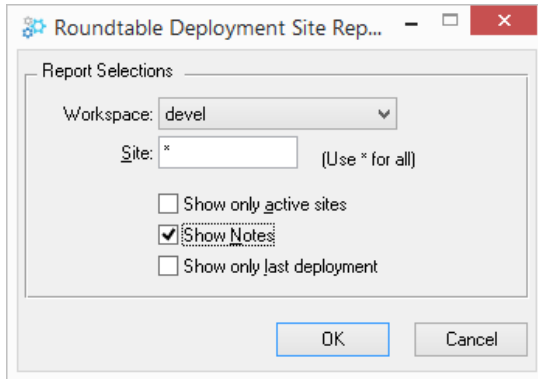 Roundtable Deployment Site Rep...
Report Selections
Workspace: devel
Site: * (Use * for all)
Show only active sites
Show Notes
Show only last deployment
OK Cancel